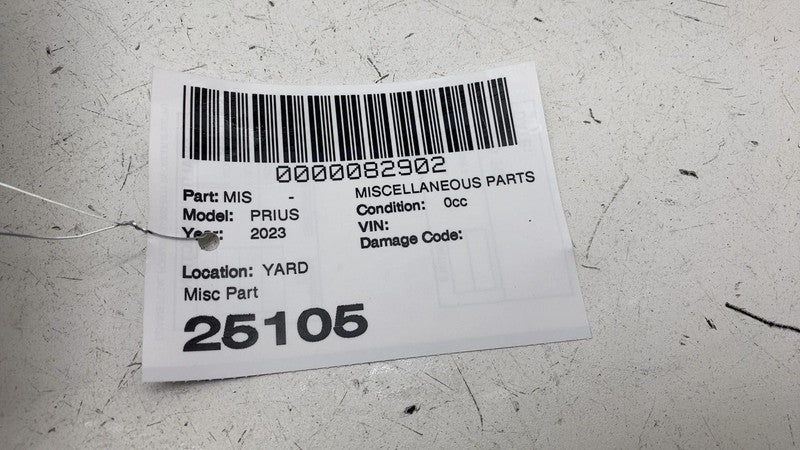 0000082902
Part: MIS - MISCELLANEOUS PARTS
Model: PRIUS Condition: 0cc
Year: 2023 VIN:
Damage Code:
Location: YARD
Misc Part
25105